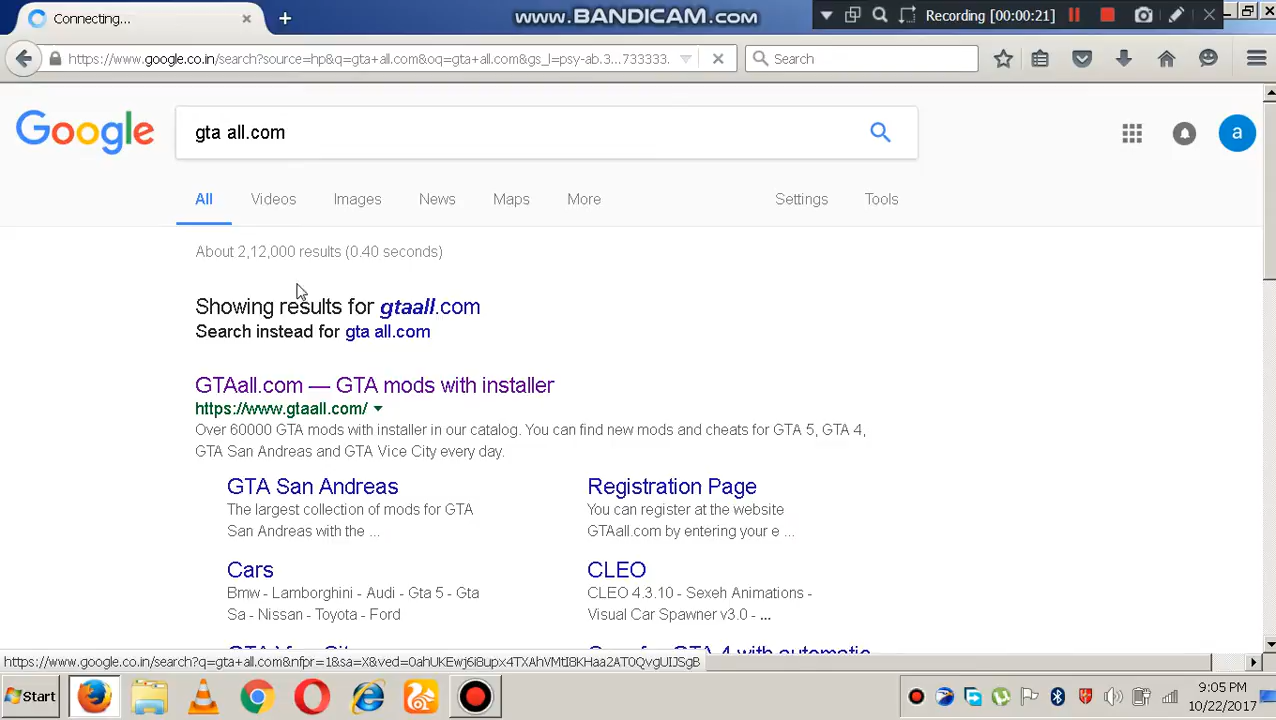 Connecting...
www.BANDICAM.com
Recording [00:00:21]
https://www.google.co.in/search?source=hp&q=gta+all.com&oq=gta+all.com&gs_l=psy-ab.3...733333.
Search
Google
gta all.com
a
All Videos Images News Maps More Settings Tools
About 2,12,000 results (0.40 seconds)
Showing results for gtaall.com
Search instead for gta all.com
GTAall.com — GTA mods with installer
https://www.gtaall.com/
Over 60000 GTA mods with installer in our catalog. You can find new mods and cheats for GTA 5, GTA 4,
GTA San Andreas and GTA Vice City every day.
GTA San Andreas
The largest collection of mods for GTA
San Andreas with the ...
Registration Page
You can register at the website
GTAall.com by entering your e ...
Cars
Bmw - Lamborghini - Audi - Gta 5 - Gta
Sa - Nissan - Toyota - Ford
CLEO
CLEO 4.3.10 - Sexeh Animations -
Visual Car Spawner v3.0 - ...
Start
9:05 PM
10/22/2017